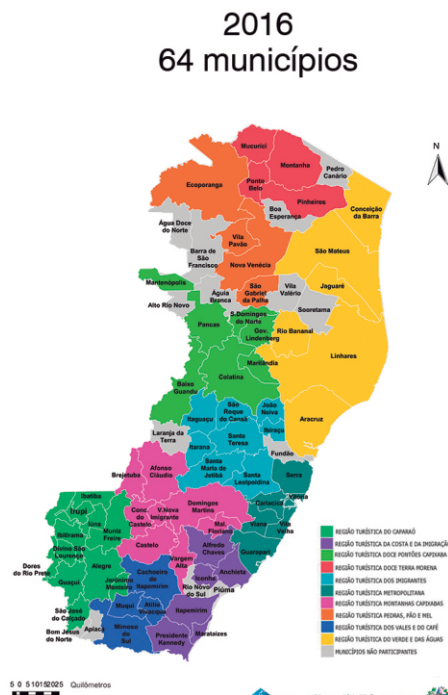 2016
64 municípios
N
Mucurici
Montanha
Pedro
Canário
Ecoporanga
Ponto
Belo
Pinheiros
Conceição
da Barra
Boa
Esperança
Água Doce
do Norte
Vila
Pavão
Barra de
São
Francisco
São Mateus
Nova Venécia
Mantenópolis
Águia
Branca
São
Gabriel
da Palha
Vila
Valério
Jaguaré
Alto Rio Novo
Sooretama
S.Domingos
do Norte
Pancas
Gov.
Lindenberg
Rio Bananal
Marilândia
Linhares
Baixo
Guandu
Colatina
São
Roque
do Canaã
João
Neiva
Aracruz
Itaguaçu
Ibiraçu
Laranja da
Terra
Santa
Teresa
Itarana
Fundão
Afonso
Cláudio
Santa
Maria de
Jetibá
Santa
Leopoldina
Serra
Brejetuba
Cariacica
Vitória
Ibatiba
Conc.
do
Castelo
V.Nova
Imigrante
Domingos
Martins
Irupi
Iúna
Mal.
Floriano
Viana
Vila
Velha
Muniz
Freire
Ibitirama
Castelo
Alfredo
Chaves
Guarapari
Divino São
Lourenço
Vargem
Alta
Dores
do Rio Preto
Alegre
Cachoeiro
de
Itapemirim
Anchieta
Guaçuí
Jerônimo
Monteiro
Iconha
Rio Novo
do Sul
Piúma
São José
do Calçado
Muqui
Atílio
Vivacqua
Itapemirim
Bom Jesus
do Norte
Apiacá
Mimoso
do Sul
Marataízes
Presidente
Kennedy
REGIÃO TURÍSTICA DO CAPARAÓ
REGIÃO TURÍSTICA DA COSTA E DA IMIGRAÇÃO
REGIÃO TURÍSTICA DOCE PONTÕES CAPIXABA
REGIÃO TURÍSTICA DOCE TERRA MORENA
REGIÃO TURÍSTICA DOS IMIGRANTES
REGIÃO TURÍSTICA METROPOLITANA
REGIÃO TURÍSTICA MONTANHAS CAPIXABAS
REGIÃO TURÍSTICA PEDRAS, PÃO E MEL
REGIÃO TURÍSTICA DOS VALES E DO CAFÉ
REGIÃO TURÍSTICA DO VERDE E DAS ÁGUAS
MUNICÍPIOS NÃO PARTICIPANTES
5 0 5 10152025 Quilômetros